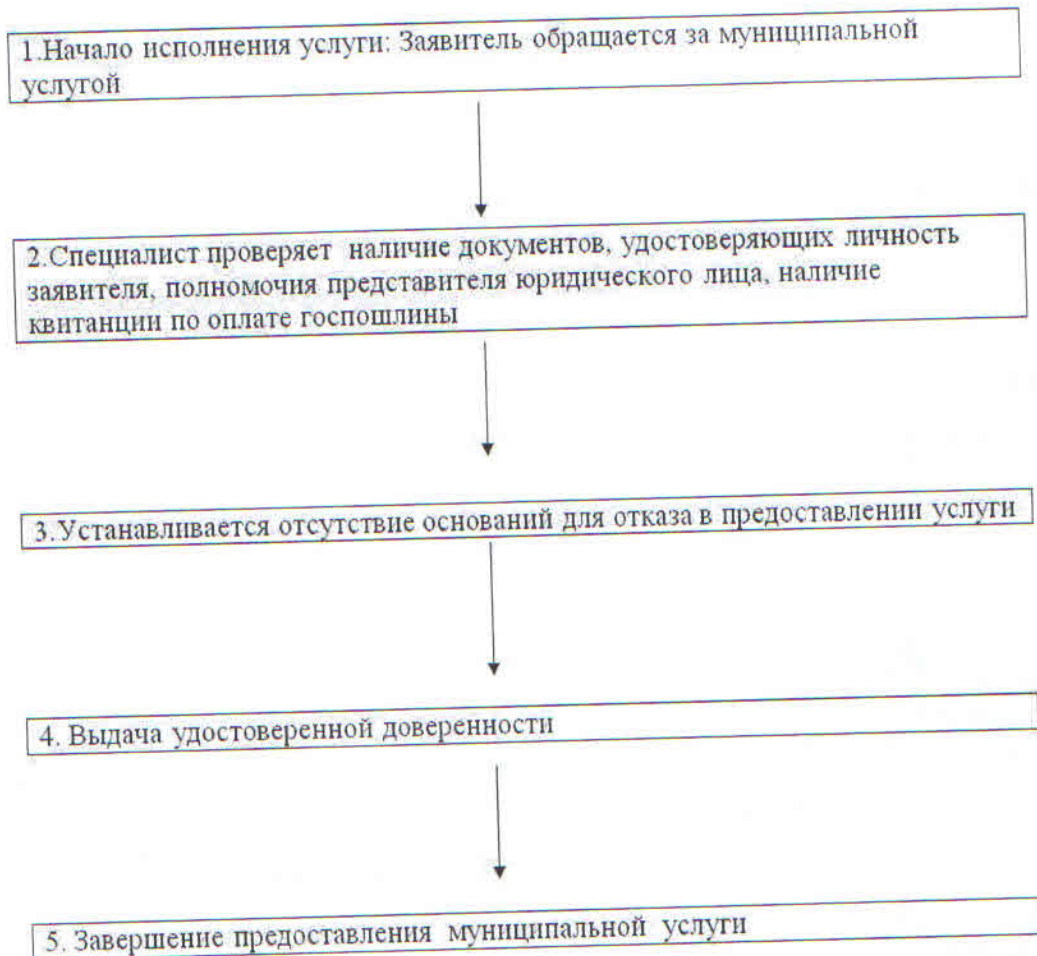 1.Начало исполнения услуги: Заявитель обращается за муниципальной
услугой
2.Специалист проверяет наличие документов, удостоверяющих личность
заявителя, полномочия представителя юридического лица, наличие
квитанции по оплате госпошлины
3.Устанавливается отсутствие оснований для отказа в предоставлении услуги
4. Выдача удостоверенной доверенности
5. Завершение предоставления муниципальной услуги